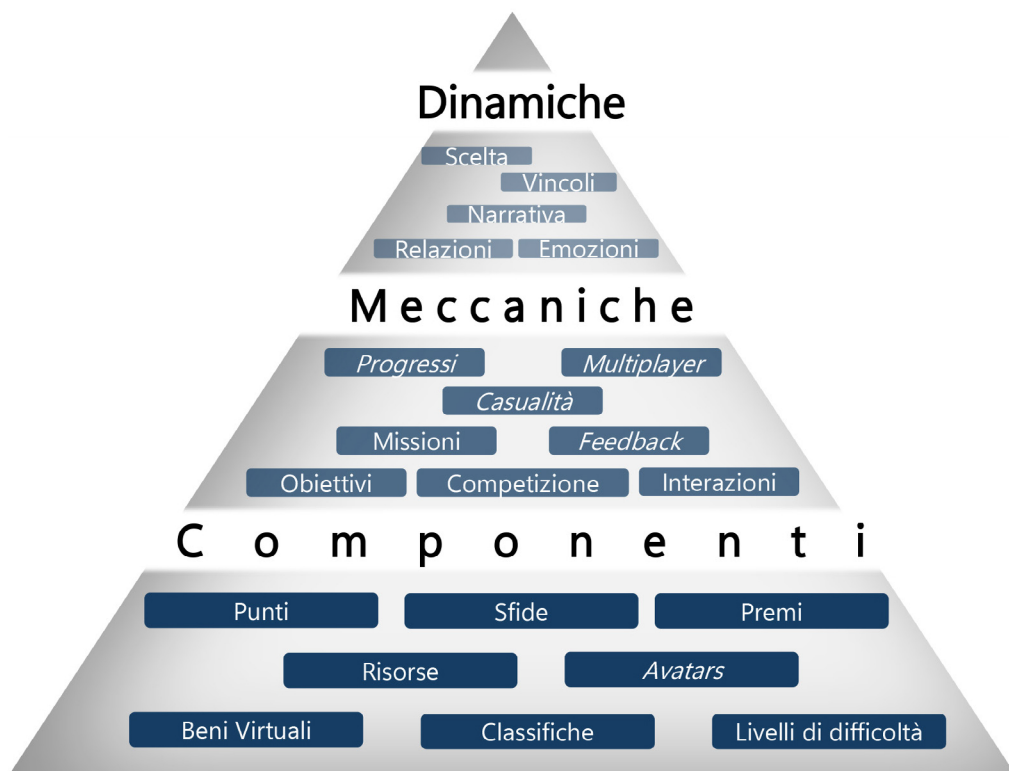 Dinamiche
Scelta
Vincoli
Narrativa
Relazioni Emozioni
Meccaniche
Progressi Multiplayer
Casualità
Missioni Feedback
Obiettivi Competizione Interazioni
Componenti
Punti Sfide Premi
Risorse Avatars
Beni Virtuali Classifiche Livelli di difficoltà